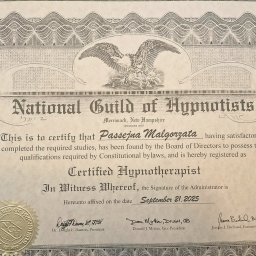 National Guild of Hypnotists
Merrimack, New Hampshire
This is to certify that Passejna Malgorzata, having satisfactorily
completed the required studies, has been found by the Board of Directors to possess the
qualifications required by Constitutional bylaws, and is hereby registered as
Certified Hypnotherapist
In Witness Whereof, the Signature of the Administrator is
Hereunto affixed on the date September 21, 2025